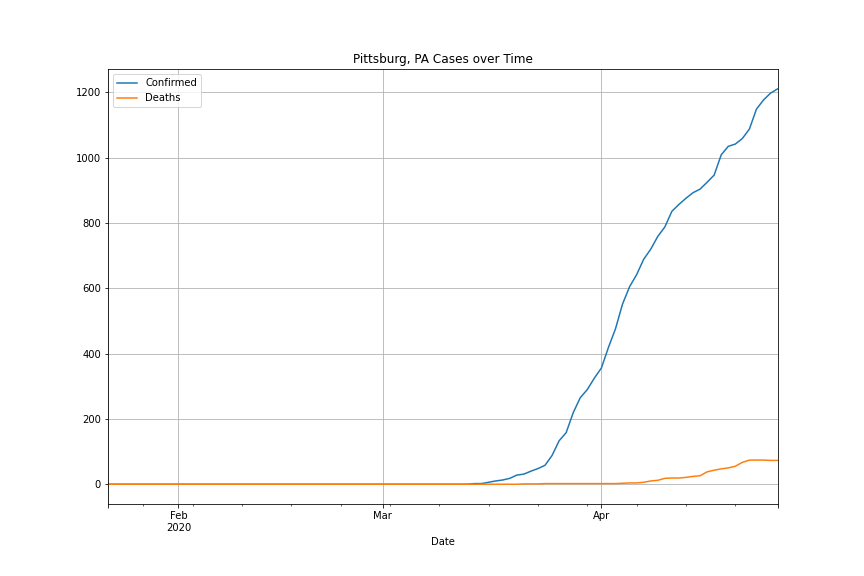 Pittsburg, PA Cases over Time
Confirmed
Deaths
1200
1000
800
600
400
200
0
Feb
2020
Mar
Apr
Date